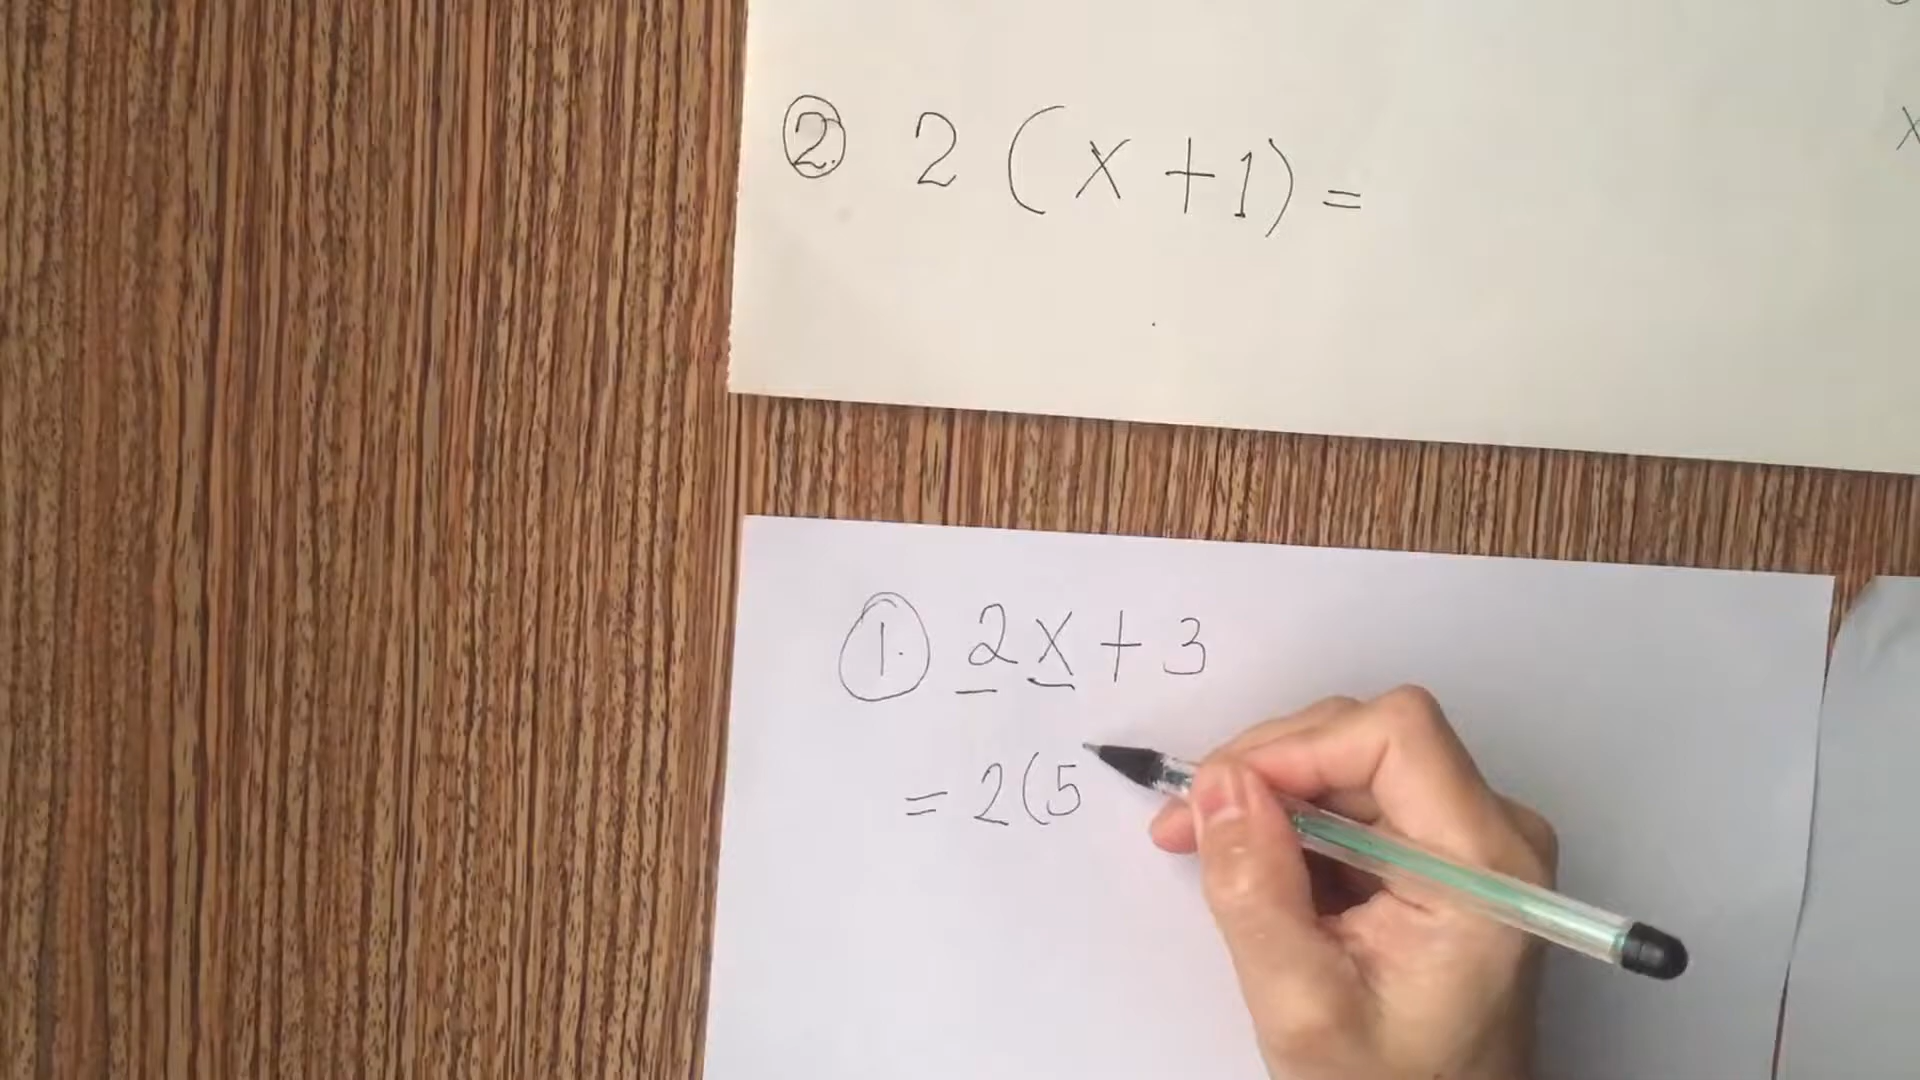 2. 2 (x +1) =
x
1. 2x + 3
= 2(5